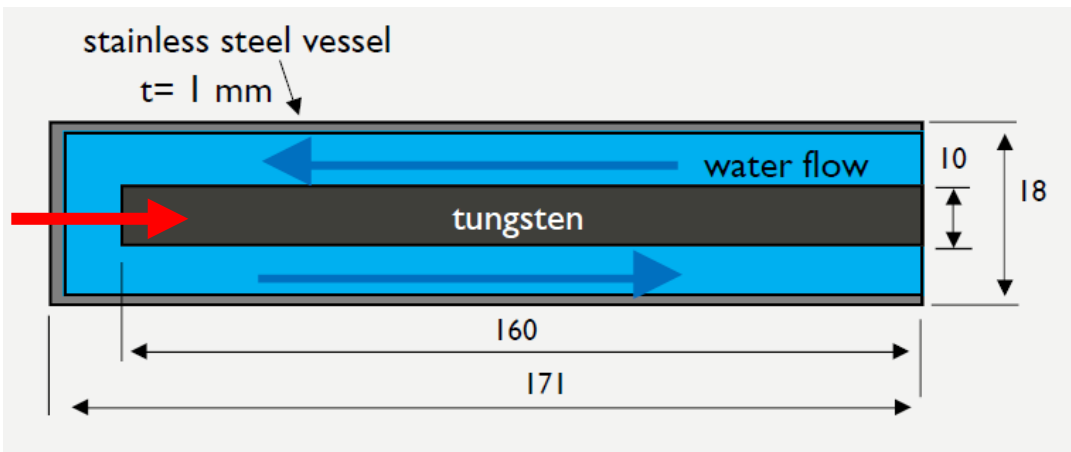 stainless steel vessel
t= 1 mm
water flow
10
18
tungsten
160
171